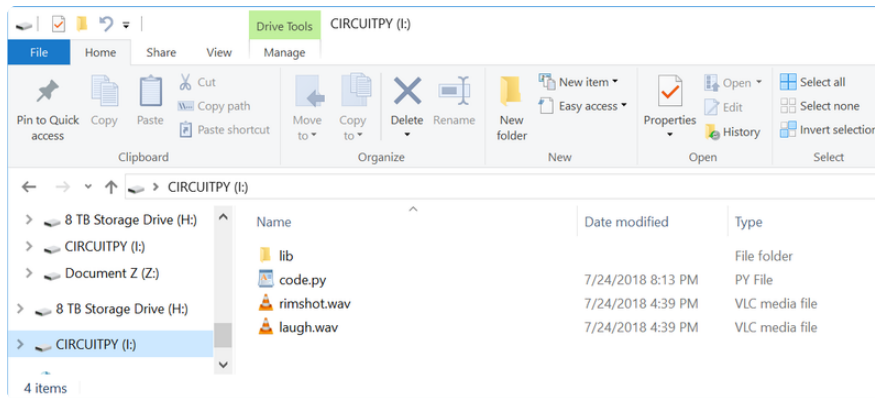 Drive Tools CIRCUITPY (I:)
File Home Share View Manage
Pin to Quick access
Copy
Paste
Cut
Copy path
Paste shortcut
Clipboard
Move to
Copy to
Delete
Rename
Organize
New folder
New item
Easy access
New
Properties
Open
Edit
History
Open
Select all
Select none
Invert selection
Select
CIRCUITPY (I:)
8 TB Storage Drive (H:)
CIRCUITPY (I:)
Document Z (Z:)
8 TB Storage Drive (H:)
CIRCUITPY (I:)
Name Date modified Type
lib File folder
code.py 7/24/2018 8:13 PM PY File
rimshot.wav 7/24/2018 4:39 PM VLC media file
laugh.wav 7/24/2018 4:39 PM VLC media file
4 items